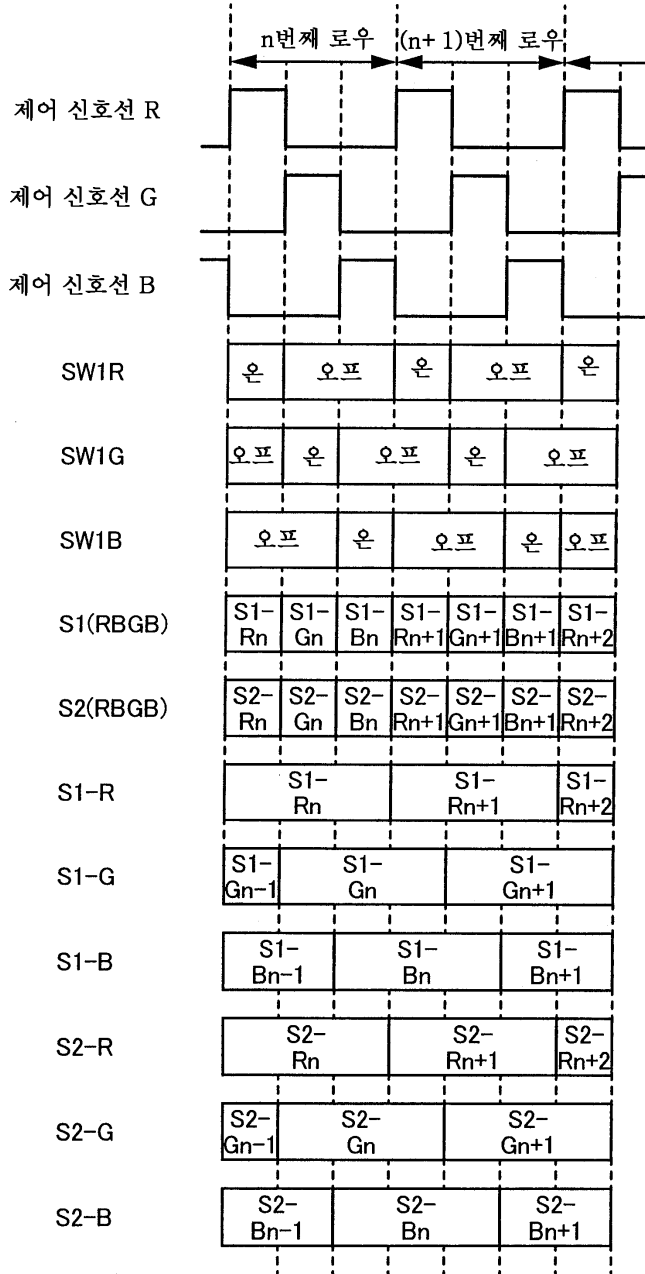 n번째 로우 (n+ 1)번째 로우
제어 신호선 R
제어 신호선 G
제어 신호선 B
SW1R 온 오프 온 오프 온
SW1G 오프 온 오프 온 오프
SW1B 오프 온 오프 온 오프
S1(RBGB) S1- S1- S1- S1- S1- S1- S1-
Rn Gn Bn Rn+1 Gn+1 Bn+1 Rn+2
S2(RBGB) S2- S2- S2- S2- S2- S2- S2-
Rn Gn Bn Rn+1 Gn+1 Bn+1 Rn+2
S1-R S1- S1- S1-
Rn Rn+1 Rn+2
S1-G S1- S1- S1-
Gn-1 Gn Gn+1
S1-B S1- S1- S1-
Bn-1 Bn Bn+1
S2-R S2- S2- S2-
Rn Rn+1 Rn+2
S2-G S2- S2- S2-
Gn-1 Gn Gn+1
S2-B S2- S2- S2-
Bn-1 Bn Bn+1